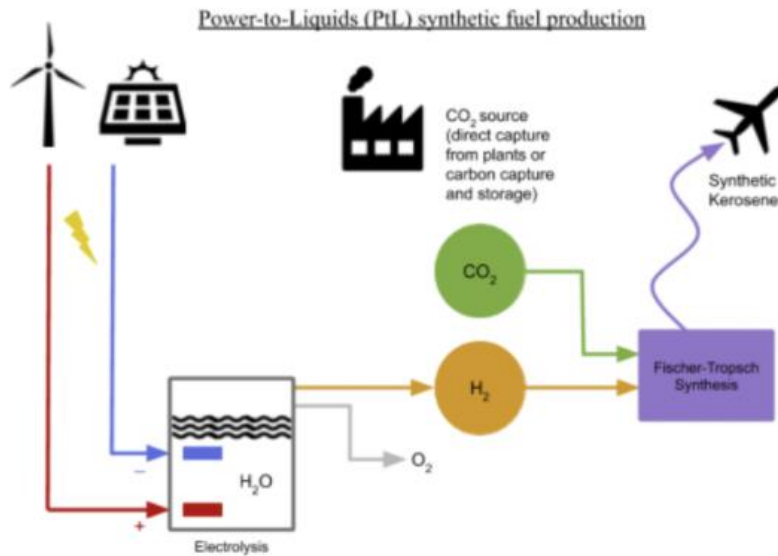 Power-to-Liquids (PtL) synthetic fuel production
CO₂ source
(direct capture
from plants or
carbon capture
and storage)
Synthetic
Kerosene
CO₂
Fischer-Tropsch
Synthesis
H₂
O₂
H₂O
−
+
Electrolysis